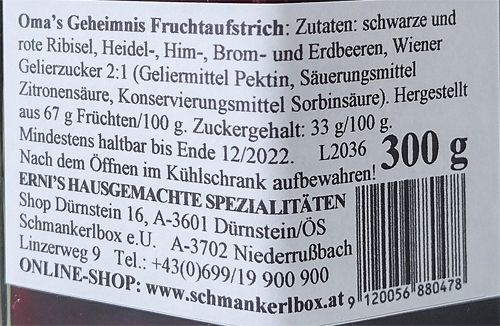 Oma's Geheimnis Fruchtaufstrich: Zutaten: schwarze und
rote Ribisel, Heidel-, Him-, Brom- und Erdbeeren, Wiener
Gelierzucker 2:1 (Geliermittel Pektin, Säuerungsmittel
Zitronensäure, Konservierungsmittel Sorbinsäure). Hergestellt
aus 67 g Früchten/100 g. Zuckergehalt: 33 g/100 g.
Mindestens haltbar bis Ende 12/2022. L2036 300 g
Nach dem Öffnen im Kühlschrank aufbewahren!
ERNI'S HAUSGEMACHTE SPEZIALITÄTEN
Shop Dürnstein 16, A-3601 Dürnstein/ÖS
Schmankerlbox e.U. A-3702 Niederrußbach
Linzerweg 9 Tel.: +43(0)699/19 900 900
ONLINE-SHOP: www.schmankerlbox.at
9 120056 880478